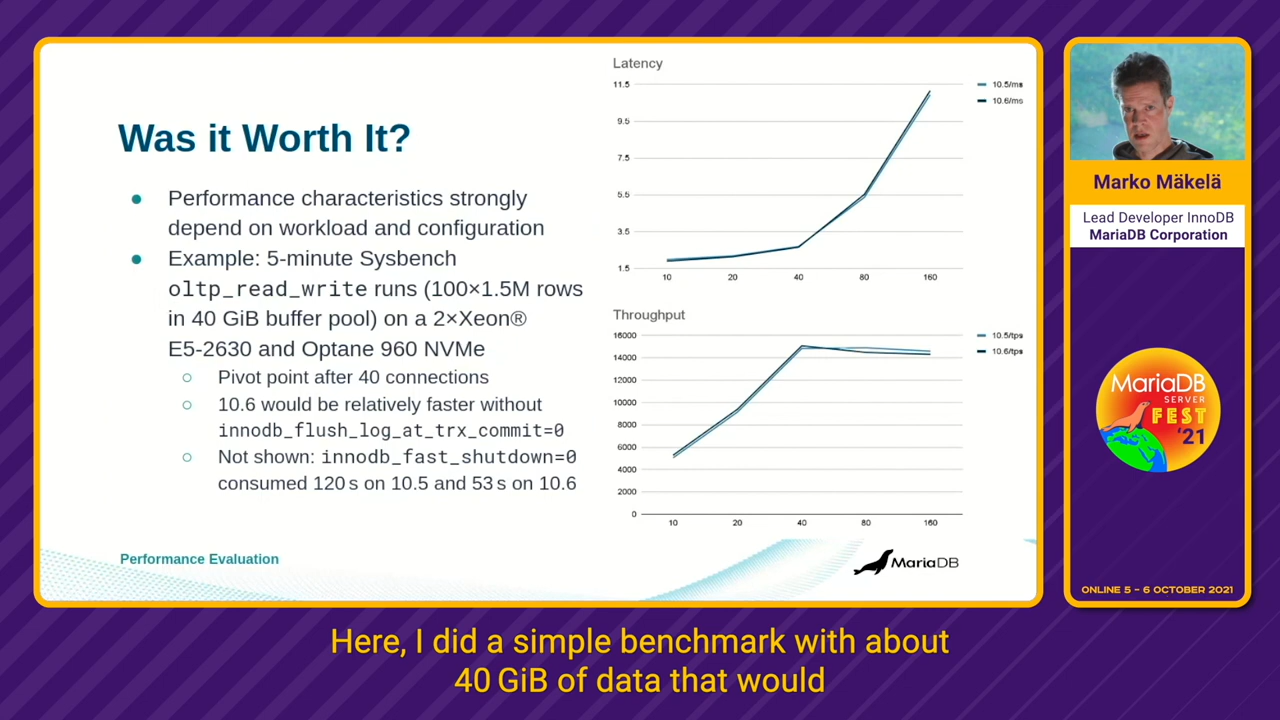 Was it Worth It?
● Performance characteristics strongly
depend on workload and configuration
● Example: 5-minute Sysbench
oltp_read_write runs (100×1.5M rows
in 40 GiB buffer pool) on a 2×Xeon®
E5-2630 and Optane 960 NVMe
○ Pivot point after 40 connections
○ 10.6 would be relatively faster without
innodb_flush_log_at_trx_commit=0
○ Not shown: innodb_fast_shutdown=0
consumed 120 s on 10.5 and 53 s on 10.6
Performance Evaluation
Latency
11.5
9.5
7.5
5.5
3.5
1.5
10 20 40 80 160
10.5/ms
10.6/ms
Throughput
16000
14000
12000
10000
8000
6000
4000
2000
0
10 20 40 80 160
10.5/tps
10.6/tps
MariaDB
Marko Mäkelä
Lead Developer InnoDB
MariaDB Corporation
MariaDB
SERVER
FEST
'21
ONLINE 5 – 6 OCTOBER 2021
Here, I did a simple benchmark with about
40 GiB of data that would